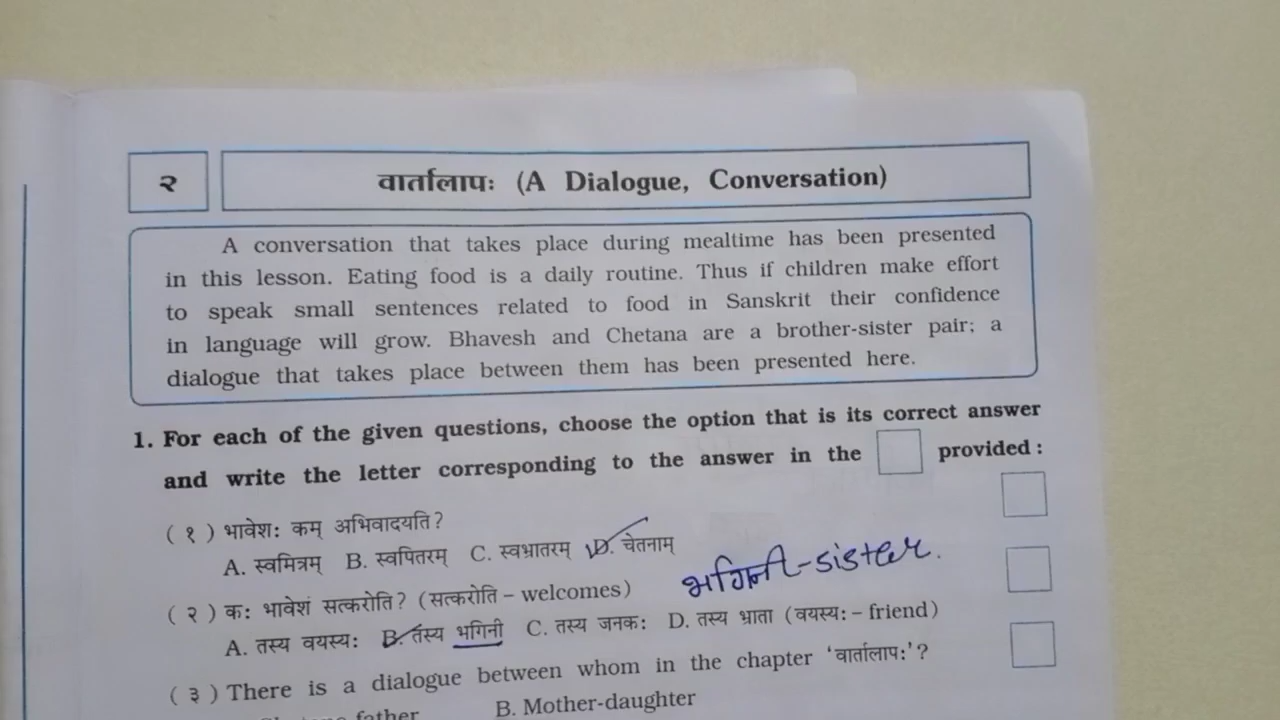 २
वार्तालापः (A Dialogue, Conversation)
A conversation that takes place during mealtime has been presented
in this lesson. Eating food is a daily routine. Thus if children make effort
to speak small sentences related to food in Sanskrit their confidence
in language will grow. Bhavesh and Chetana are a brother-sister pair; a
dialogue that takes place between them has been presented here.
1. For each of the given questions, choose the option that is its correct answer
and write the letter corresponding to the answer in the provided :
( १ ) भावेशः कम् अभिवादयति ?
A. स्वमित्रम् B. स्वपितरम् C. स्वभ्रातरम् D. चेतनाम्
भगिनी-sister.
( २ ) कः भावेशं सत्करोति ? (सत्करोति – welcomes)
A. तस्य वयस्यः B. तस्य भगिनी C. तस्य जनकः D. तस्य भ्राता (वयस्यः – friend)
( ३ ) There is a dialogue between whom in the chapter 'वार्तालापः' ?
father B. Mother-daughter